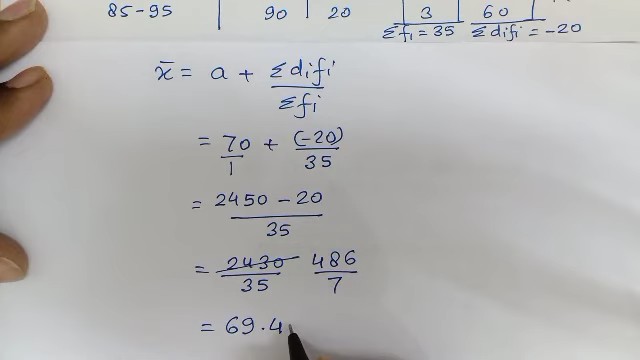 85-95 90 20 3 60
Σfi = 35 Σdifi = -20
x̄ = a + Σdifi/Σfi
= 70/1 + (-20)/35
= 2450 - 20/35
= 2430/35 486/7
= 69.4